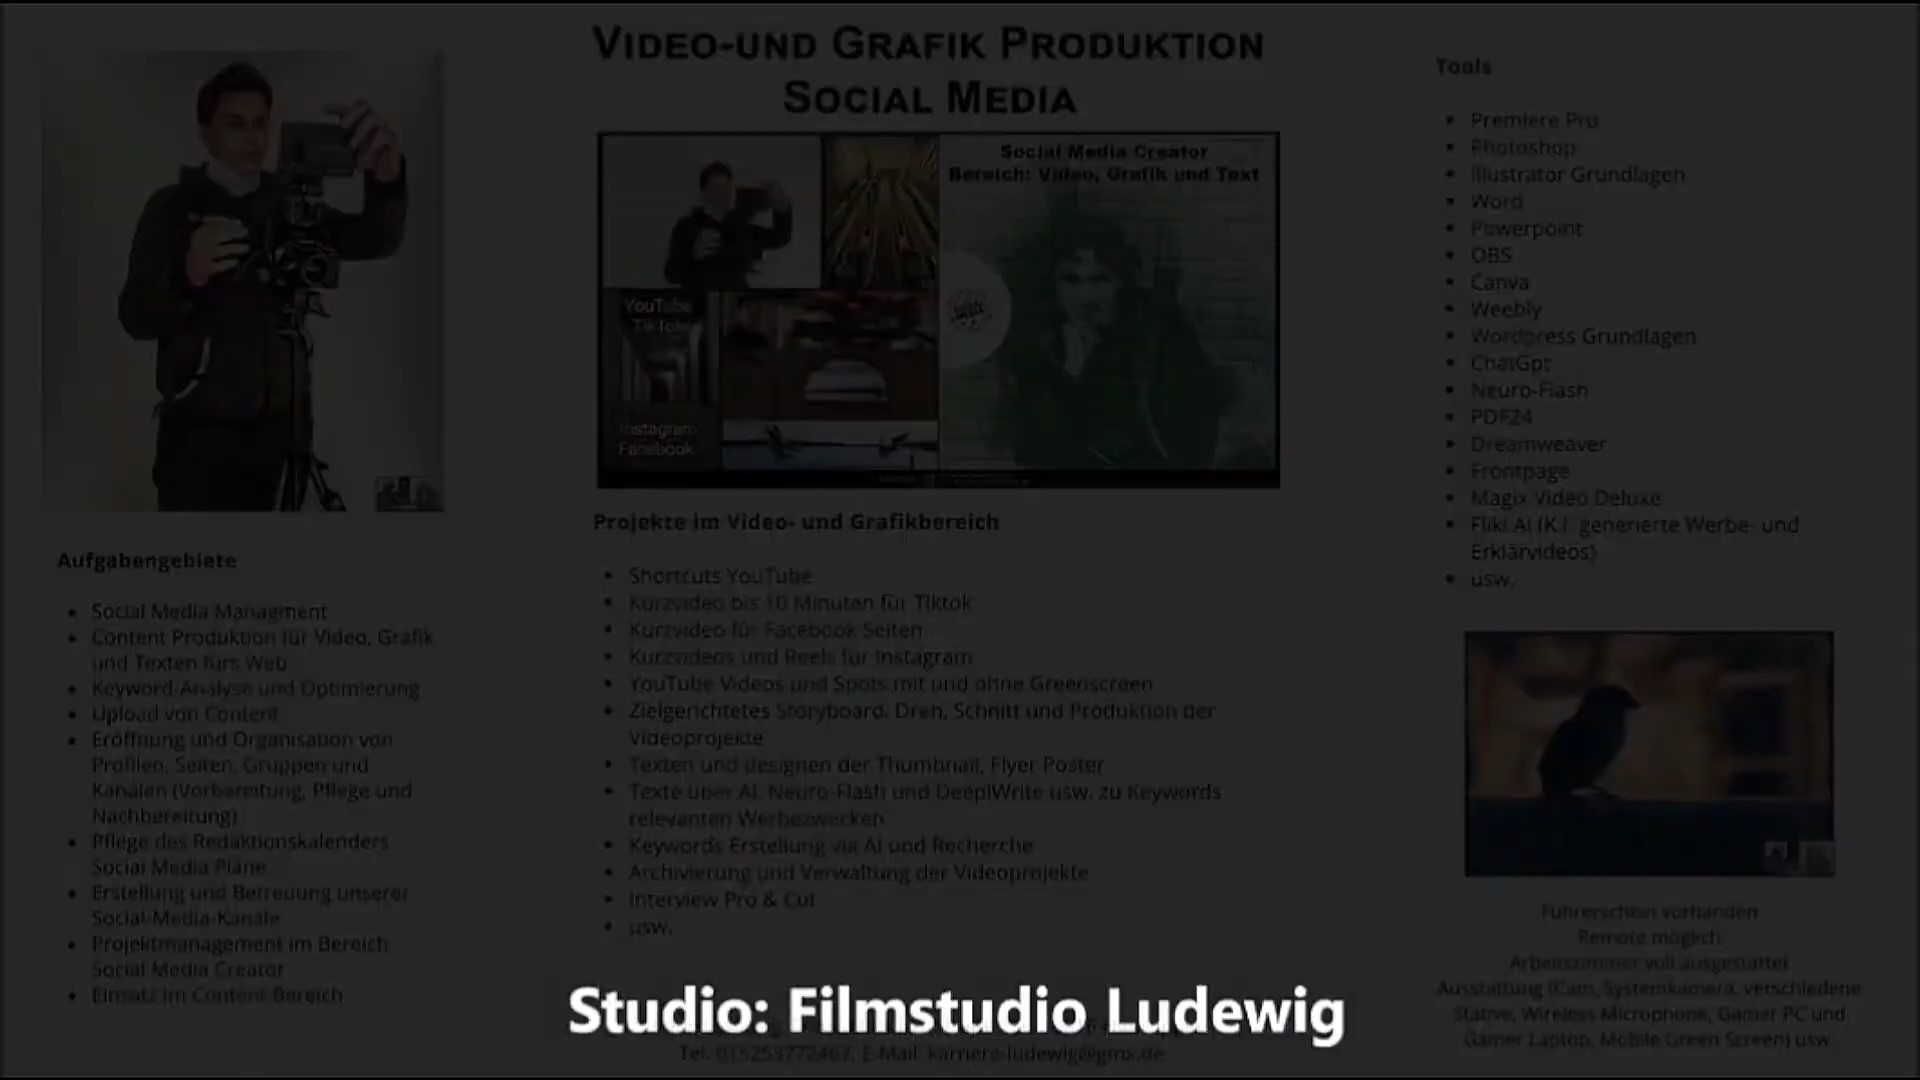 VIDEO-UND GRAFIK PRODUKTION
SOCIAL MEDIA
Social Media Creator
Bereich: Video, Grafik und Text
YouTube
TikTok
Instagram
Facebook
Aufgabengebiete
• Social Media Managment
• Content Produktion für Video, Grafik
und Texten fürs Web
• Keyword-Analyse und Optimierung
• Upload von Content
• Eröffnung und Organisation von
Profilen, Seiten, Gruppen und
Kanälen (Vorbereitung, Pflege und
Nachbereitung)
• Pflege des Redaktionskalenders
Social Media Pläne
• Erstellung und Betreuung unserer
Social-Media-Kanäle
• Projektmanagement im Bereich
Social Media Creator
• Einsatz im Content Bereich
Projekte im Video- und Grafikbereich
• Shortcuts YouTube
• Kurzvideo bis 10 Minuten für Tiktok
• Kurzvideo für Facebook Seiten
• Kurzvideos und Reels für Instagram
• YouTube Videos und Spots mit und ohne Greenscreen
• Zielgerichtetes Storyboard, Dreh, Schnitt und Produktion der
Videoprojekte
• Texten und designen der Thumbnail, Flyer Poster
• Texte über AI, Neuro-Flash und DeeplWrite usw. zu Keywords
relevanten Werbezwecken
• Keywords Erstellung via AI und Recherche
• Archivierung und Verwaltung der Videoprojekte
• Interview Pro & Cut
• usw.
Tools
• Premiere Pro
• Photoshop
• Illustrator Grundlagen
• Word
• Powerpoint
• OBS
• Canva
• Weebly
• Wordpress Grundlagen
• ChatGpt
• Neuro-Flash
• PDF24
• Dreamweaver
• Frontpage
• Magix Video Deluxe
• Fliki AI (K.I. generierte Werbe- und
Erklärvideos)
• usw.
Führerschein vorhanden
Remote möglich
Arbeitszimmer voll ausgestattet
Ausstattung (Cam, Systemkamera, verschiedene
Stative, Wireless Microphone, Gamer PC und
Gamer Laptop, Mobile Green Screen) usw.
Studio: Filmstudio Ludewig
Tel. 015253772467, E-Mail: karriere-ludewig@gmx.de